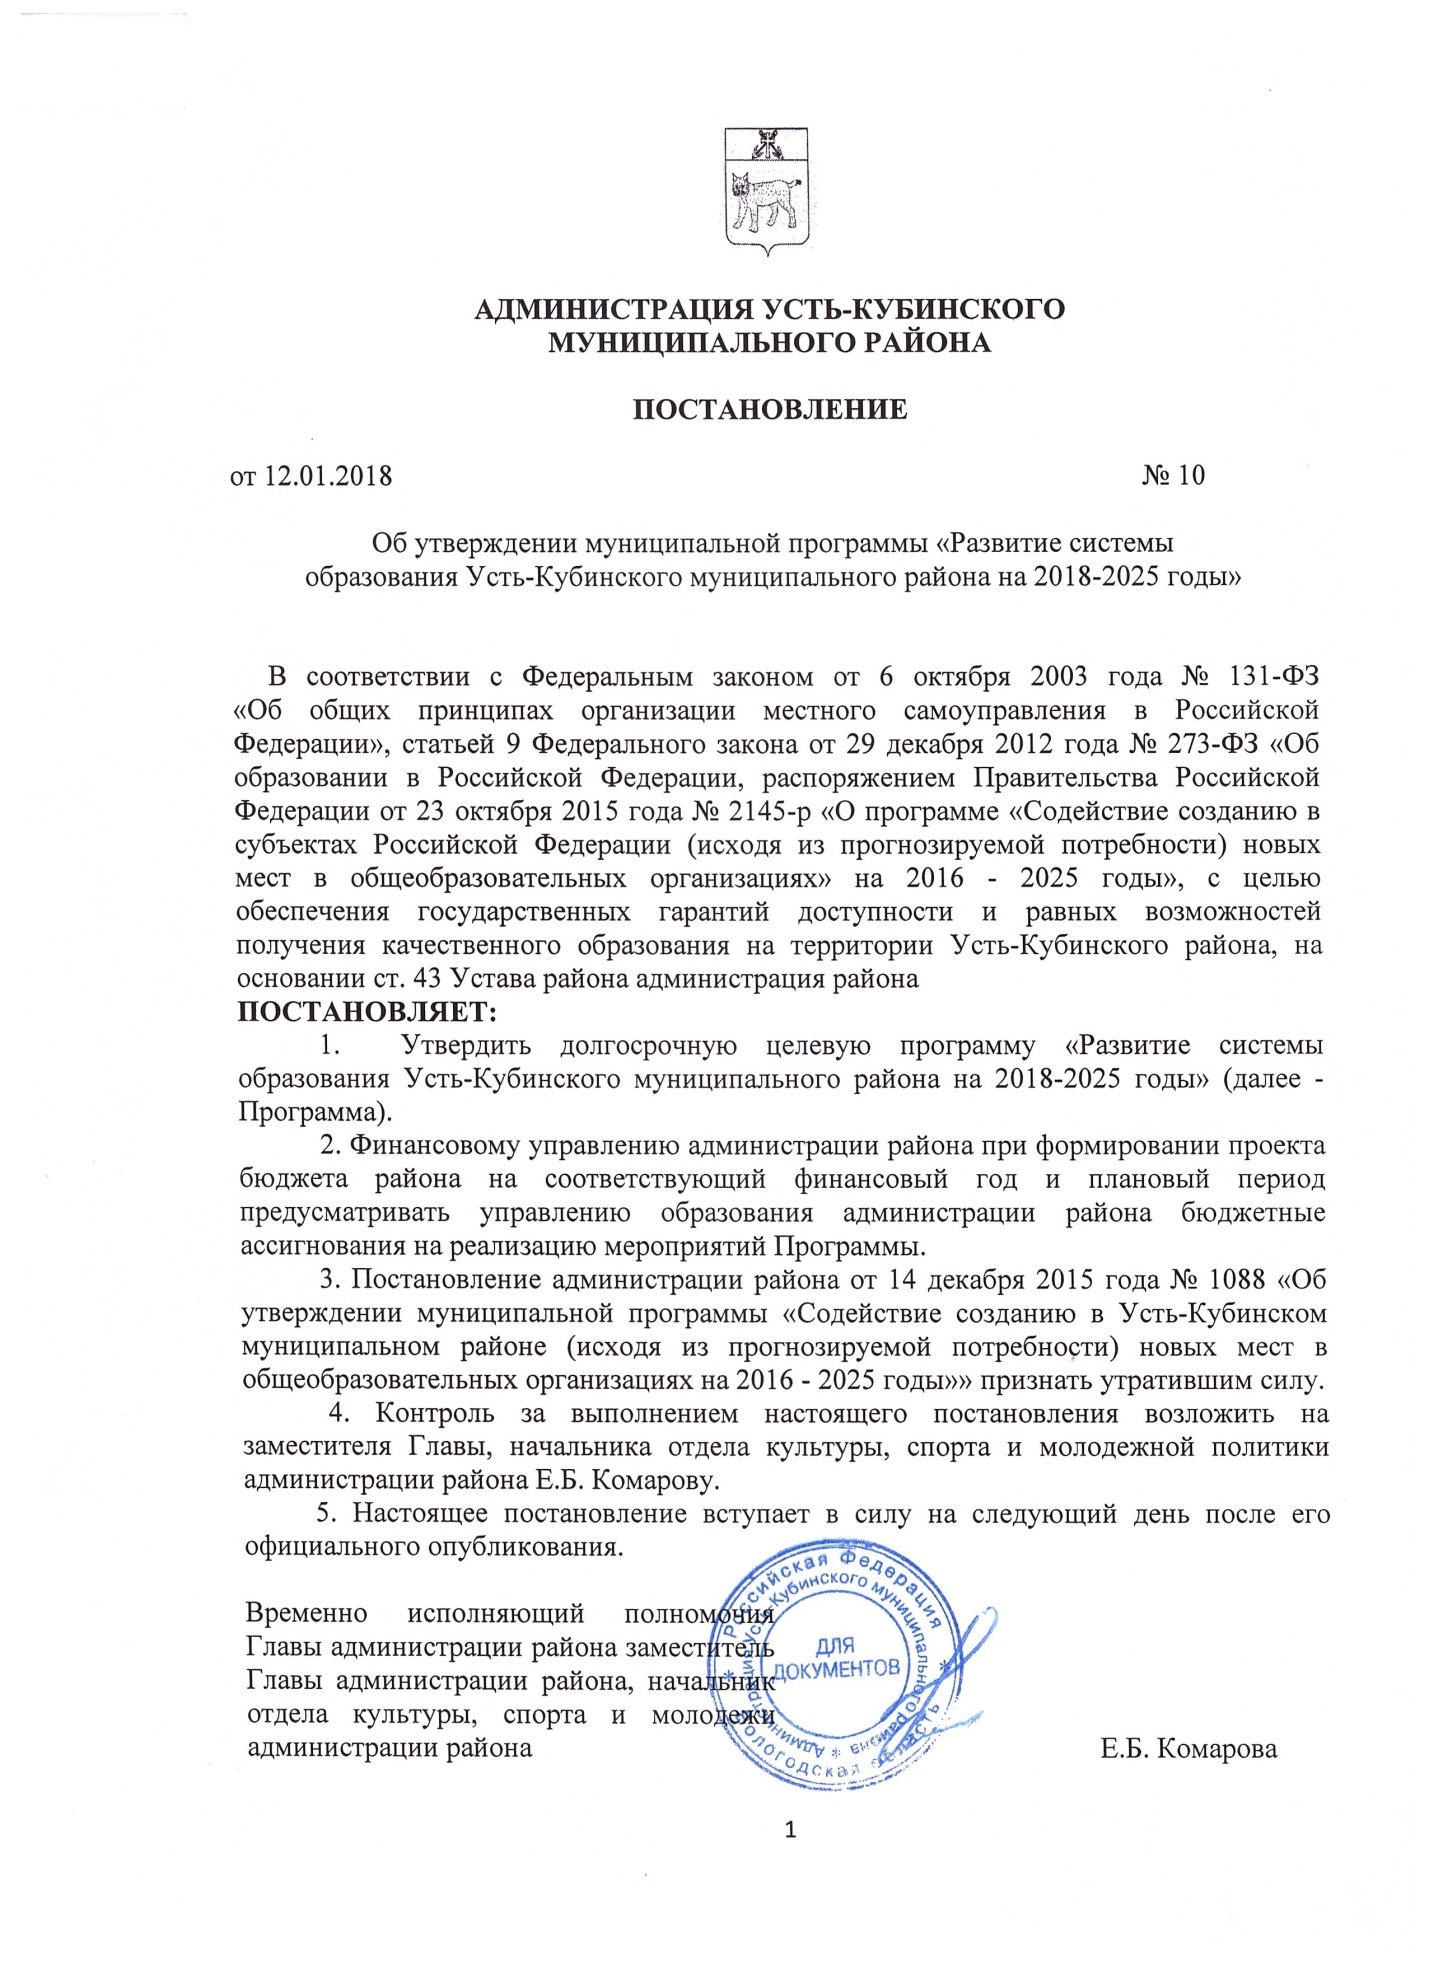 АДМИНИСТРАЦИЯ УСТЬ-КУБИНСКОГО
МУНИЦИПАЛЬНОГО РАЙОНА
ПОСТАНОВЛЕНИЕ
от 12.01.2018 № 10
Об утверждении муниципальной программы «Развитие системы
образования Усть-Кубинского муниципального района на 2018-2025 годы»
В соответствии с Федеральным законом от 6 октября 2003 года № 131-ФЗ
«Об общих принципах организации местного самоуправления в Российской
Федерации», статьей 9 Федерального закона от 29 декабря 2012 года № 273-ФЗ «Об
образовании в Российской Федерации, распоряжением Правительства Российской
Федерации от 23 октября 2015 года № 2145-р «О программе «Содействие созданию в
субъектах Российской Федерации (исходя из прогнозируемой потребности) новых
мест в общеобразовательных организациях» на 2016 - 2025 годы», с целью
обеспечения государственных гарантий доступности и равных возможностей
получения качественного образования на территории Усть-Кубинского района, на
основании ст. 43 Устава района администрация района
ПОСТАНОВЛЯЕТ:
1. Утвердить долгосрочную целевую программу «Развитие системы
образования Усть-Кубинского муниципального района на 2018-2025 годы» (далее -
Программа).
2. Финансовому управлению администрации района при формировании проекта
бюджета района на соответствующий финансовый год и плановый период
предусматривать управлению образования администрации района бюджетные
ассигнования на реализацию мероприятий Программы.
3. Постановление администрации района от 14 декабря 2015 года № 1088 «Об
утверждении муниципальной программы «Содействие созданию в Усть-Кубинском
муниципальном районе (исходя из прогнозируемой потребности) новых мест в
общеобразовательных организациях на 2016 - 2025 годы»» признать утратившим силу.
4. Контроль за выполнением настоящего постановления возложить на
заместителя Главы, начальника отдела культуры, спорта и молодежной политики
администрации района Е.Б. Комарову.
5. Настоящее постановление вступает в силу на следующий день после его
официального опубликования.
Временно исполняющий полномочия
Главы администрации района заместитель
Главы администрации района, начальник
отдела культуры, спорта и молодежи
администрации района Е.Б. Комарова
Российская Федерация
* Вологодская область *
Администрация Усть-Кубинского муниципального района *
ДЛЯ
ДОКУМЕНТОВ
1